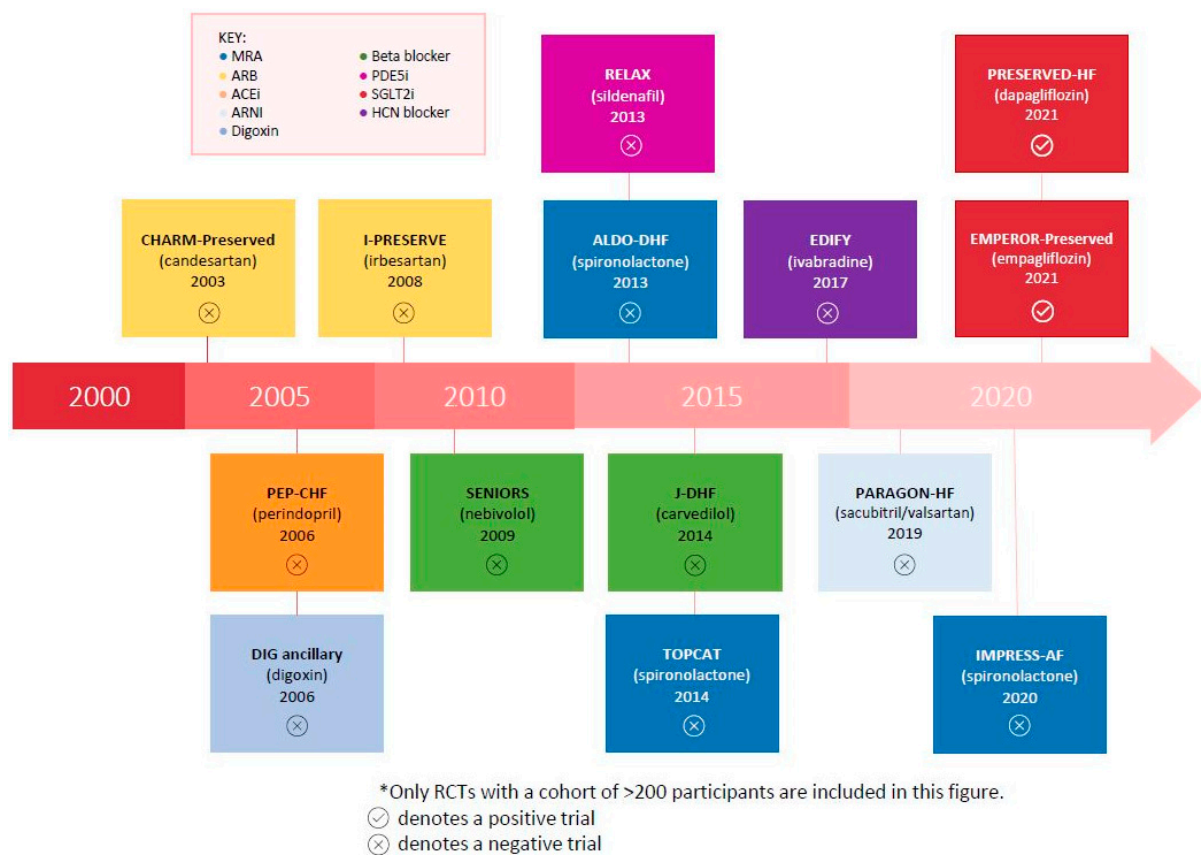 KEY:
MRA
ARB
ACEi
ARNI
Digoxin
Beta blocker
PDE5i
SGLT2i
HCN blocker
RELAX
(sildenafil)
2013
PRESERVED-HF
(dapagliflozin)
2021
CHARM-Preserved
(candesartan)
2003
I-PRESERVE
(irbesartan)
2008
ALDO-DHF
(spironolactone)
2013
EDIFY
(ivabradine)
2017
EMPEROR-Preserved
(empagliflozin)
2021
2000
2005
2010
2015
2020
PEP-CHF
(perindopril)
2006
SENIORS
(nebivolol)
2009
J-DHF
(carvedilol)
2014
PARAGON-HF
(sacubitril/valsartan)
2019
DIG ancillary
(digoxin)
2006
TOPCAT
(spironolactone)
2014
IMPRESS-AF
(spironolactone)
2020
*Only RCTs with a cohort of >200 participants are included in this figure.
denotes a positive trial
denotes a negative trial